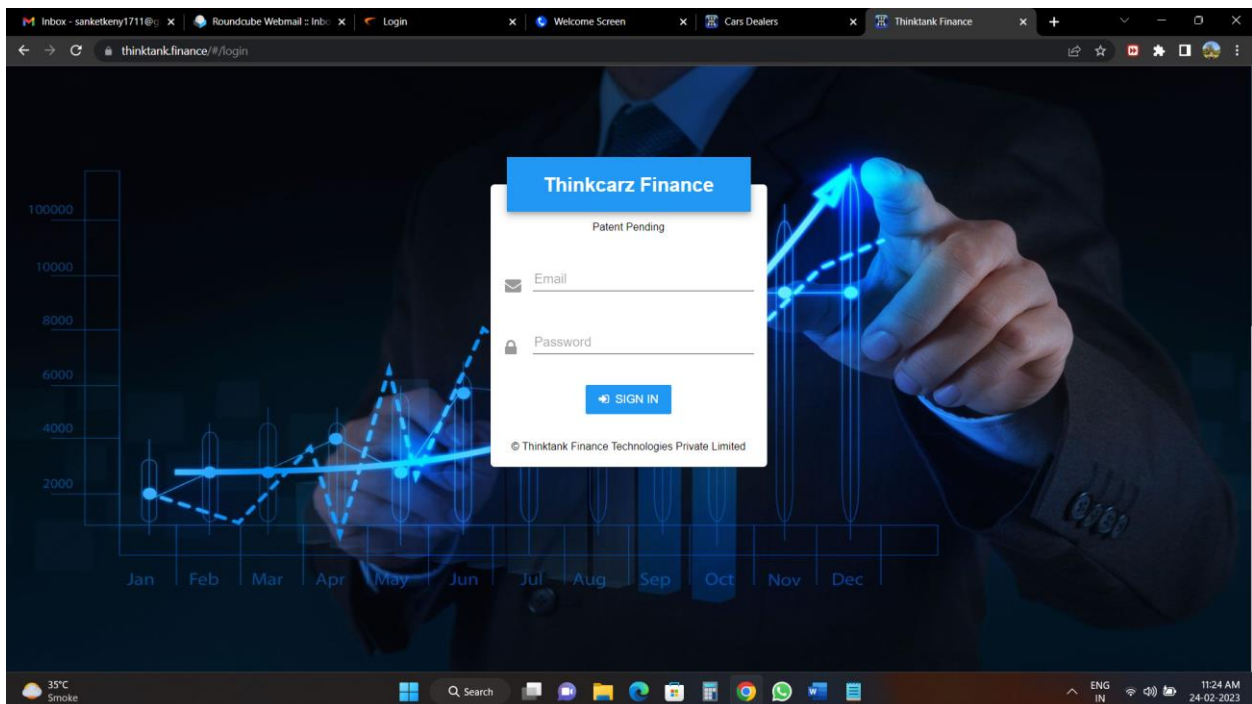 Inbox - sanketkeny1711@g
Roundcube Webmail :: Inbo
Login
Welcome Screen
Cars Dealers
Thinktank Finance
thinktank.finance/#/login
Thinkcarz Finance
Patent Pending
Email
Password
SIGN IN
© Thinktank Finance Technologies Private Limited
100000
10000
8000
6000
4000
2000
Jan Feb Mar Apr May Jun Jul Aug Sep Oct Nov Dec
35°C
Smoke
Search
ENG
IN
11:24 AM
24-02-2023